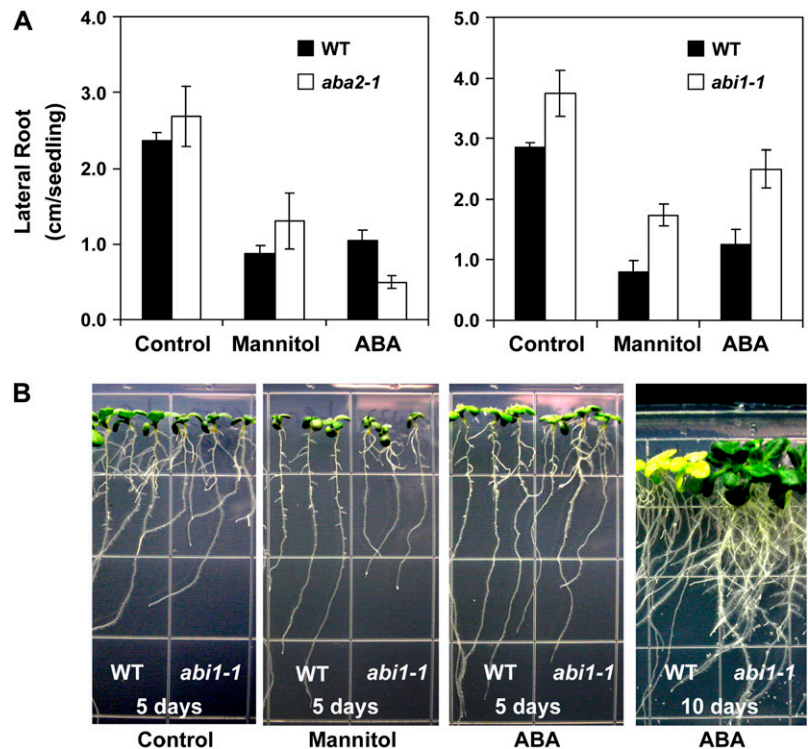 A
Lateral Root
(cm/seedling)
4.0
3.0
2.0
1.0
0.0
WT
aba2-1
Control Mannitol ABA
5.0
4.0
3.0
2.0
1.0
0.0
WT
abi1-1
Control Mannitol ABA
B
WT abi1-1
5 days
Control
WT abi1-1
5 days
Mannitol
WT abi1-1
5 days
ABA
WT abi1-1
10 days
ABA